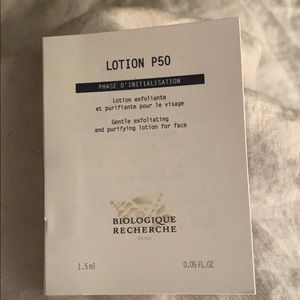 LOTION P50
PHASE D'INITIALISATION
Lotion exfoliante
et purifiante pour le visage
Gentle exfoliating
and purifying lotion for face
BIOLOGIQUE
RECHERCHE
PARIS
1.5ml 0.05 FL.OZ